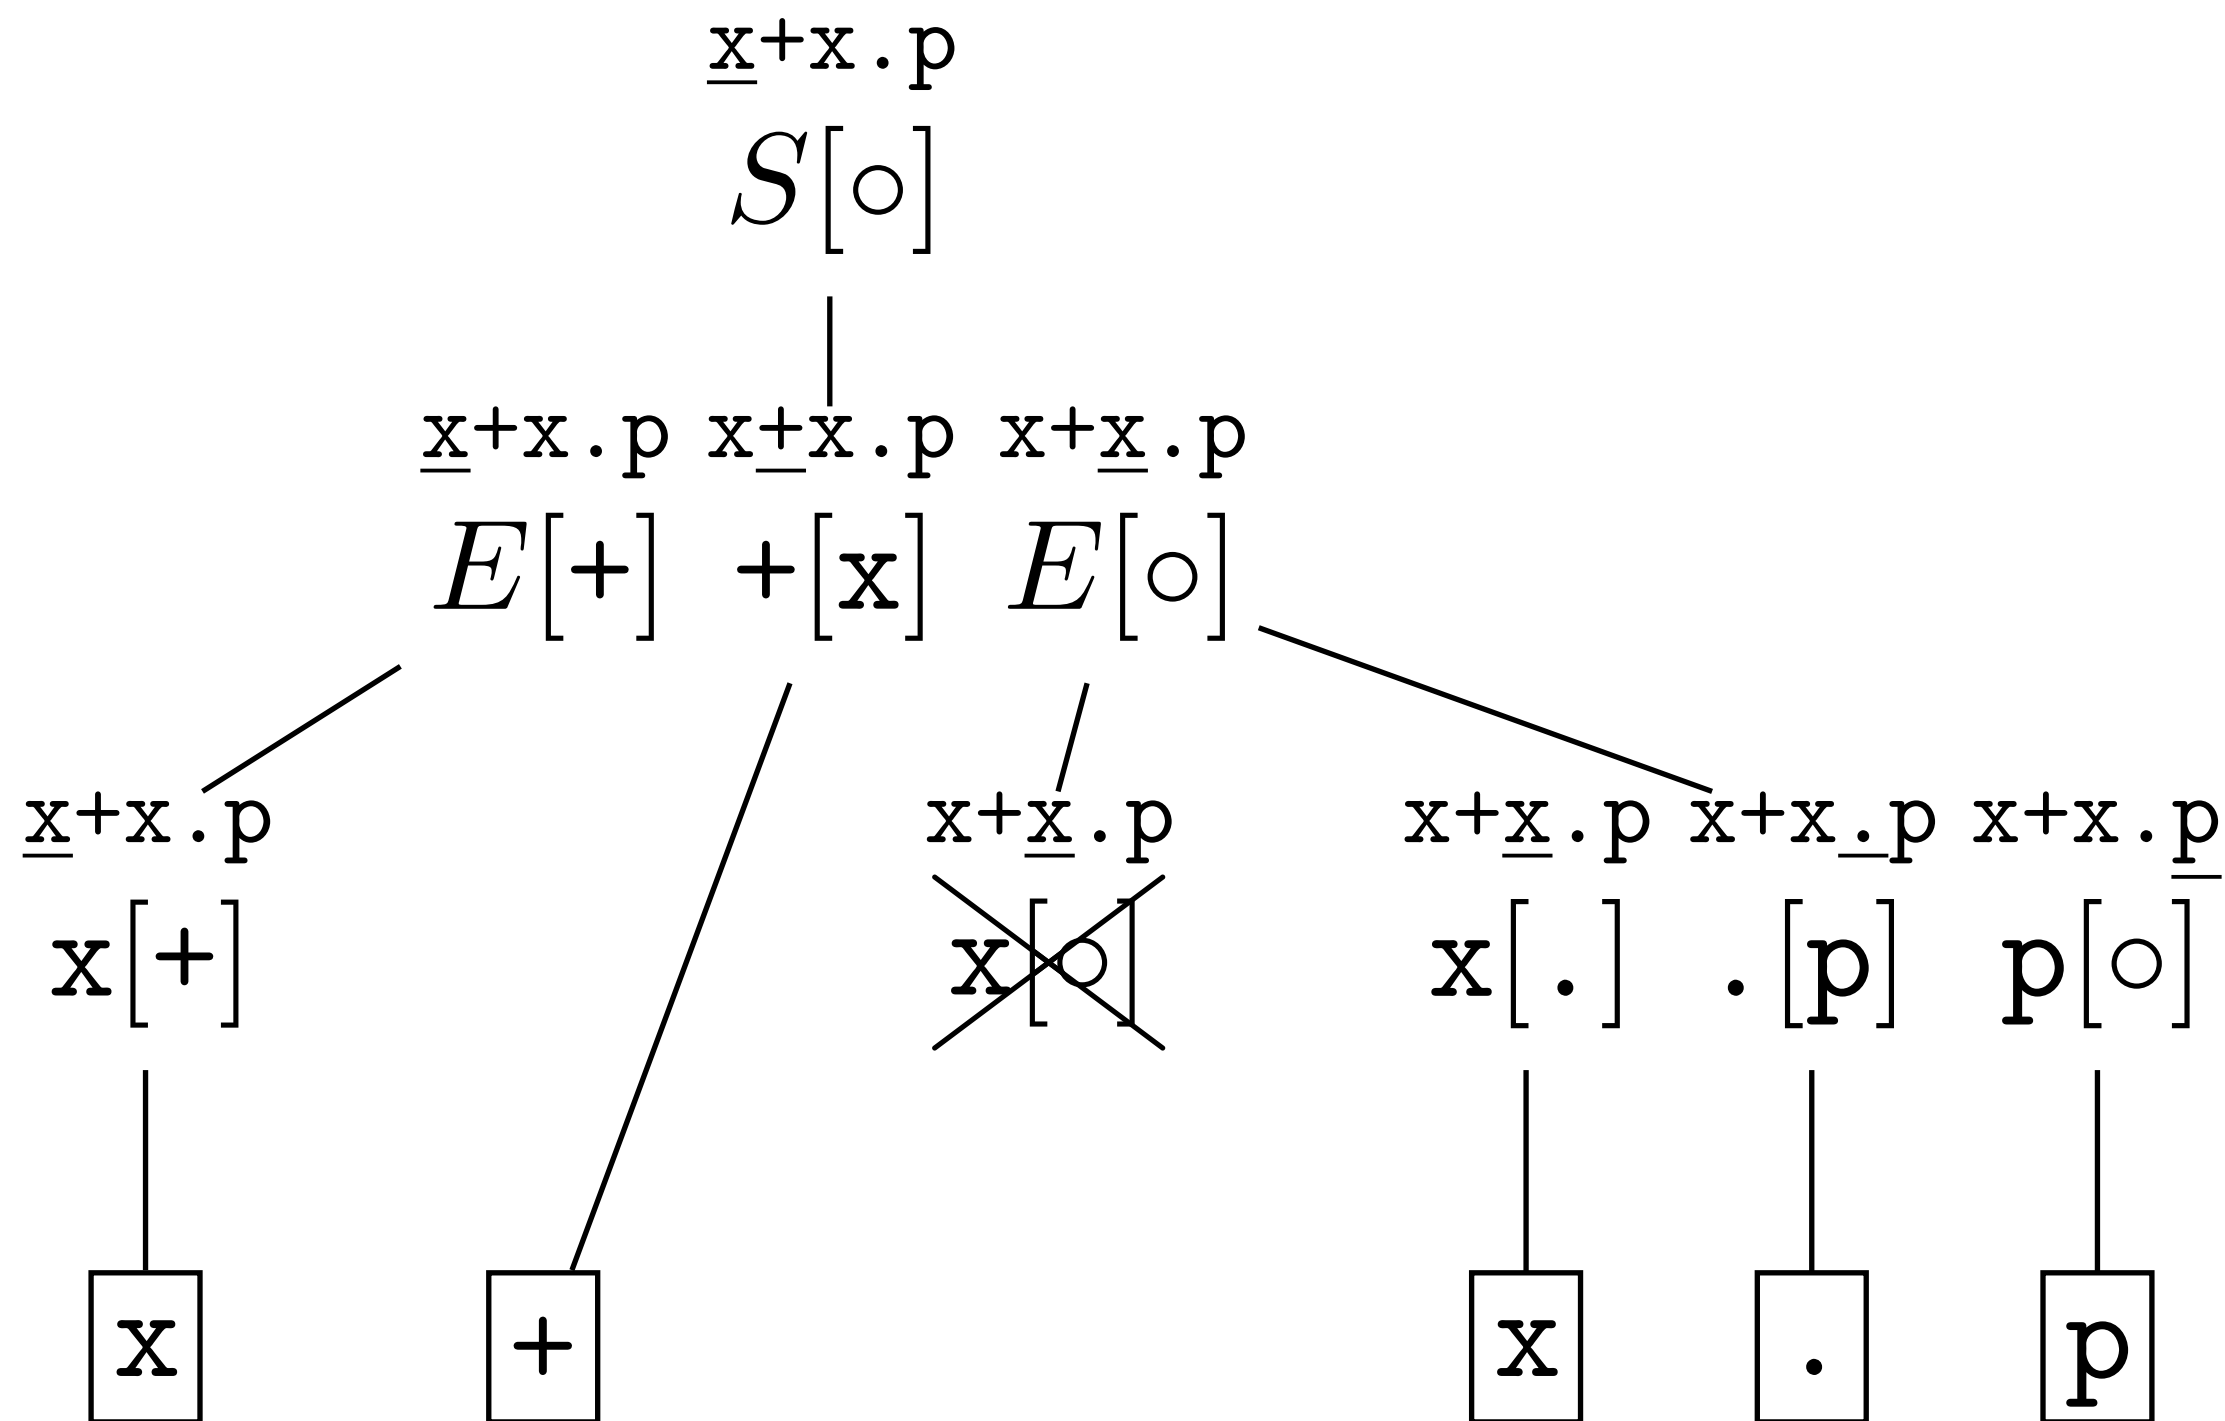 x+x.p
S[○]
x+x.p x+x.p x+x.p
E[+] +[x] E[○]
x+x.p x+x.p x+x.p x+x.p x+x.p
x[+] x[○] x[.] .[p] p[○]
x + x . p